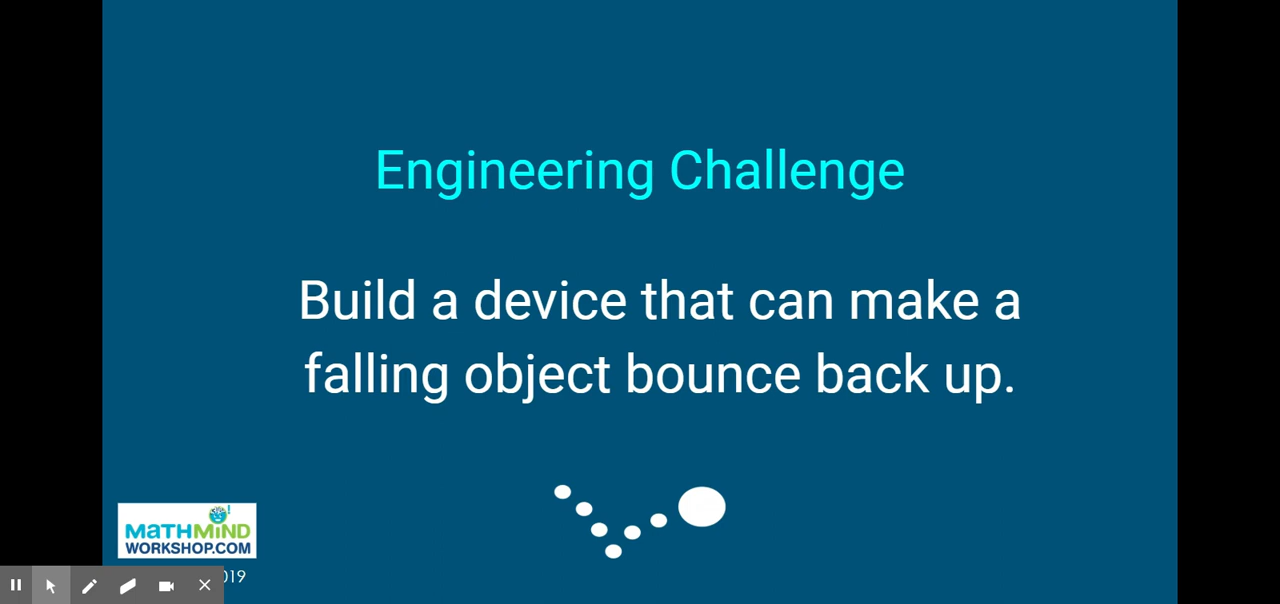 Engineering Challenge
Build a device that can make a
falling object bounce back up.
MATHMIND
WORKSHOP.COM